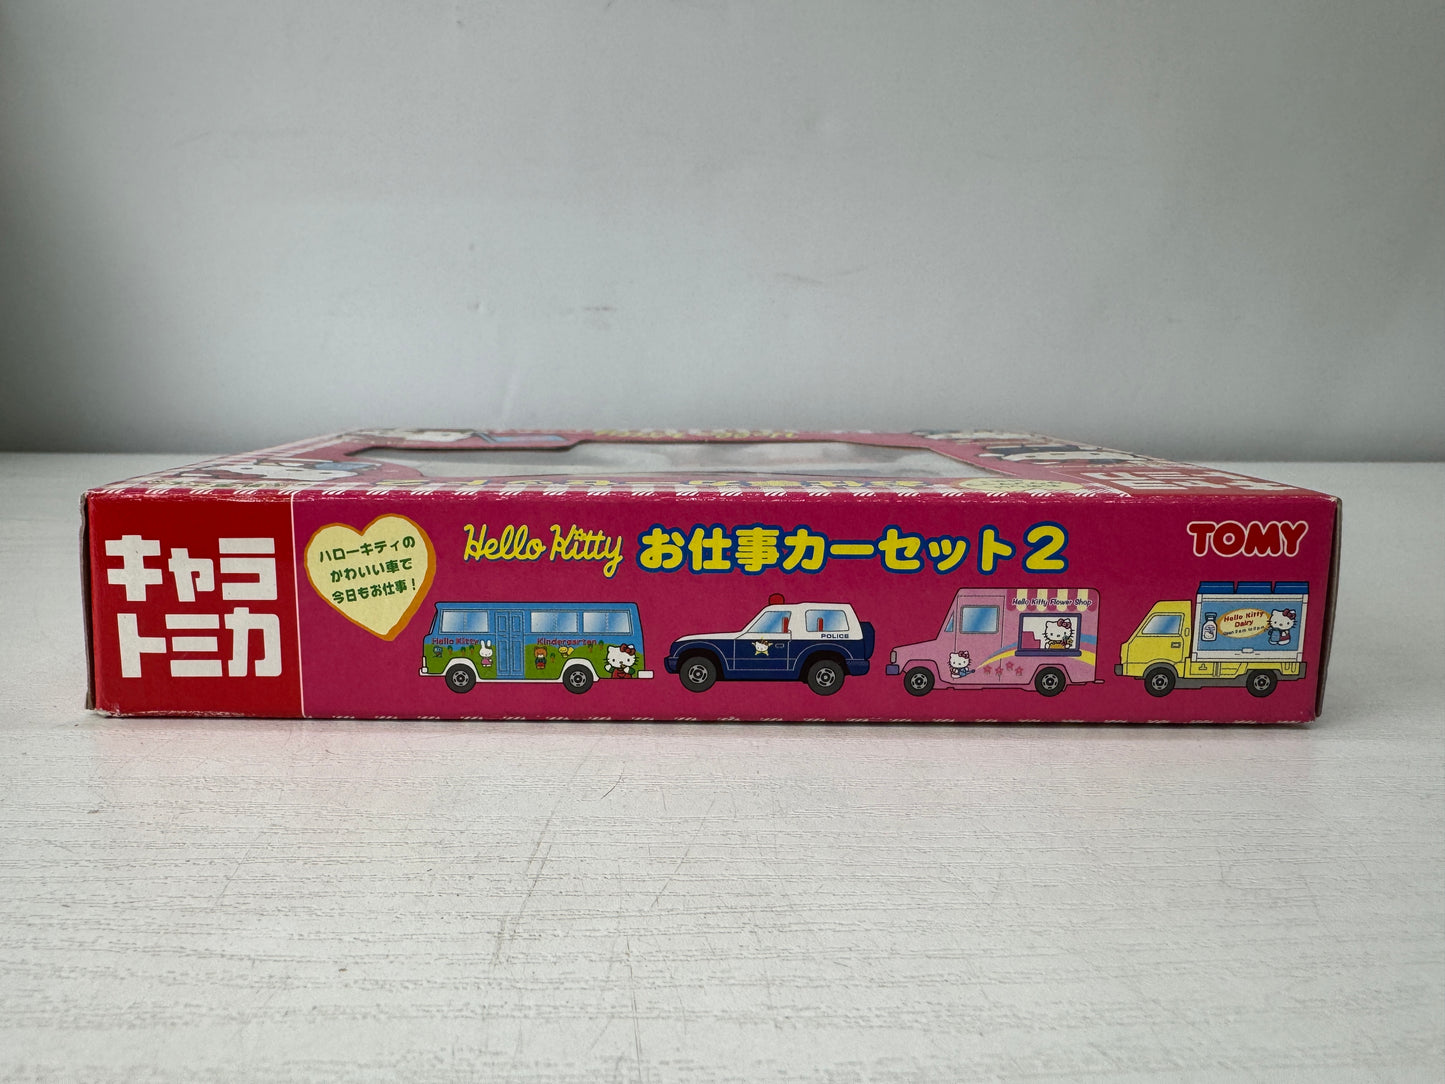 キャラ
トミカ
ハローキティの
かわいい車で
今日もお仕事!
Hello Kitty お仕事カーセット2
TOMY
Hello Kitty Kindergarten
POLICE
Hello Kitty Flower Shop
Hello Kitty
Dairy